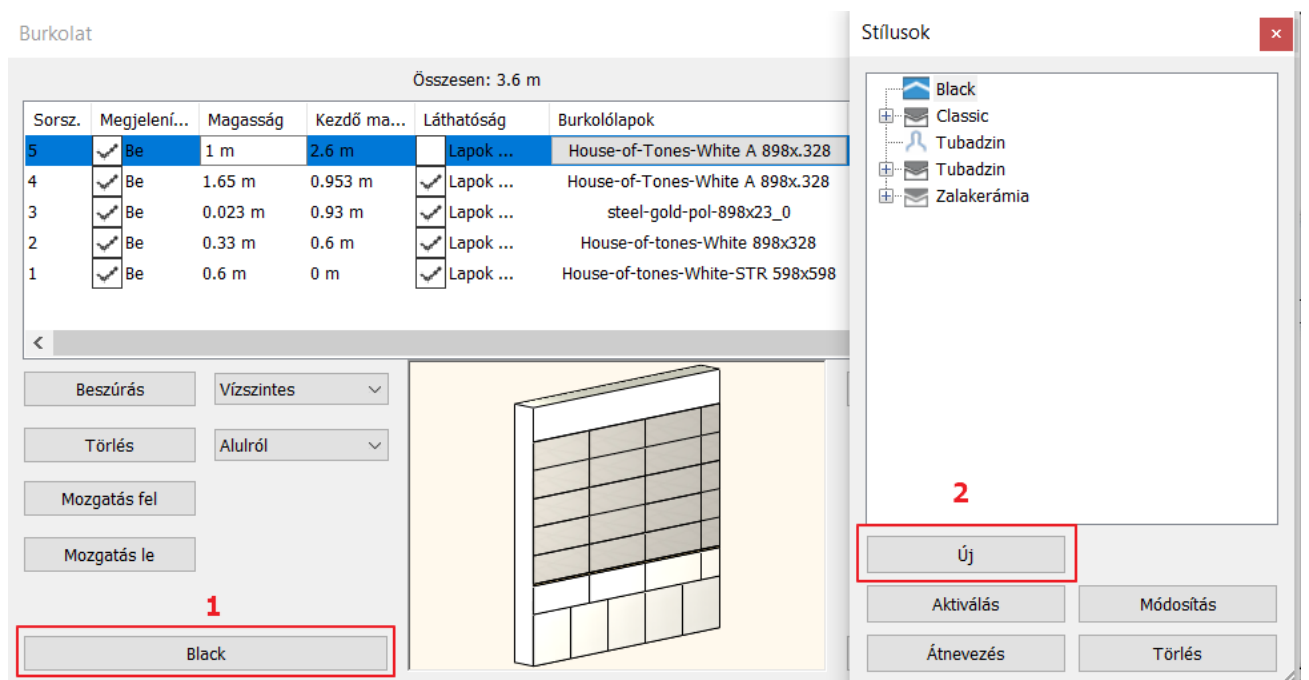 Burkolat
Összesen: 3.6 m
Sorsz. Megjelení... Magasság Kezdő ma... Láthatóság Burkolólapok
5 Be 1 m 2.6 m Lapok ... House-of-Tones-White A 898x.328
4 Be 1.65 m 0.953 m Lapok ... House-of-Tones-White A 898x.328
3 Be 0.023 m 0.93 m Lapok ... steel-gold-pol-898x23_0
2 Be 0.33 m 0.6 m Lapok ... House-of-tones-White 898x328
1 Be 0.6 m 0 m Lapok ... House-of-tones-White-STR 598x598
Beszúrás Vízszintes
Törlés Alulról
Mozgatás fel
Mozgatás le
1
Black
Stílusok
Black
Classic
Tubadzin
Tubadzin
Zalakerámia
2
Új
Aktiválás Módosítás
Átnevezés Törlés